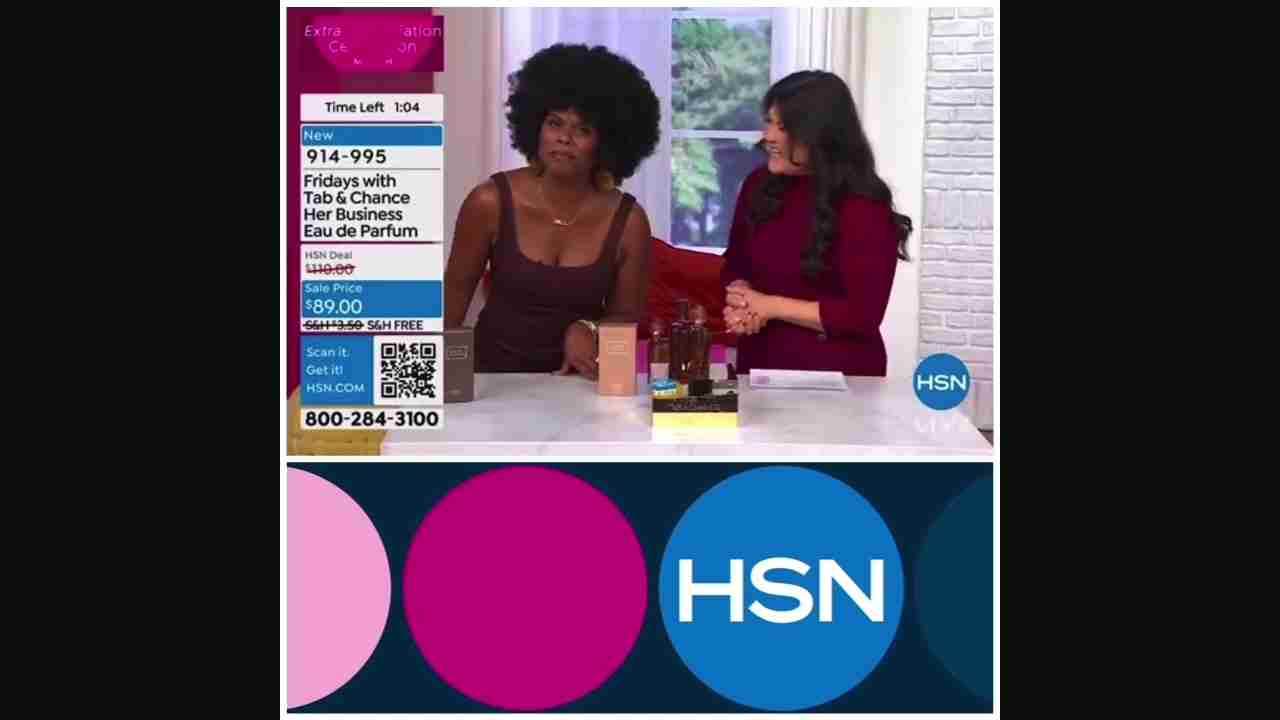 Extra
Time Left 1:04
New
914-995
Fridays with
Tab & Chance
Her Business
Eau de Parfum
HSN Deal
$110.00
Sale Price
$89.00
S&H $3.50 S&H FREE
Scan it.
Get it!
HSN.COM
800-284-3100
HSN
LIVE
HSN